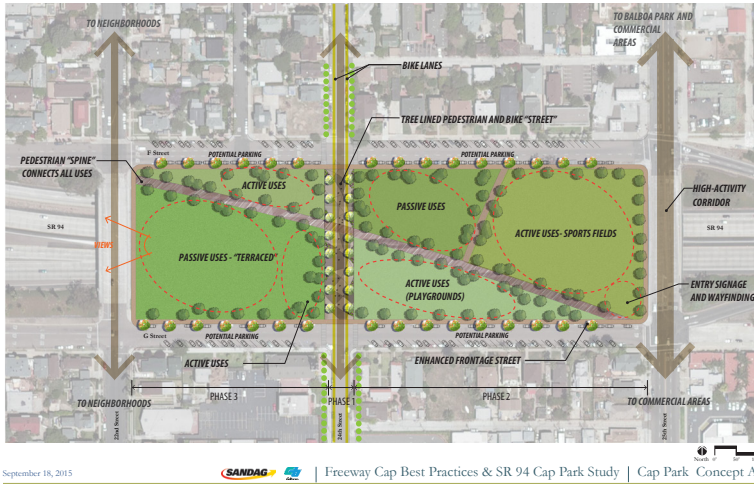 TO NEIGHBORHOODS
TO BALBOA PARK AND
COMMERCIAL
AREAS
BIKE LANES
TREE LINED PEDESTRIAN AND BIKE "STREET"
F Street
POTENTIAL PARKING
POTENTIAL PARKING
PEDESTRIAN "SPINE"
CONNECTS ALL USES
ACTIVE USES
PASSIVE USES
HIGH-ACTIVITY
CORRIDOR
SR 94
SR 94
VIEWS
PASSIVE USES - "TERRACED"
ACTIVE USES- SPORTS FIELDS
ACTIVE USES
(PLAYGROUNDS)
ENTRY SIGNAGE
AND WAYFINDING
G Street
POTENTIAL PARKING
POTENTIAL PARKING
ACTIVE USES
ENHANCED FRONTAGE STREET
PHASE 3
PHASE 1
PHASE 2
TO NEIGHBORHOODS
TO COMMERCIAL AREAS
22nd Street
24th Street
25th Street
North 0'
September 18, 2015
SANDAG
| Freeway Cap Best Practices & SR 94 Cap Park Study | Cap Park Concept A